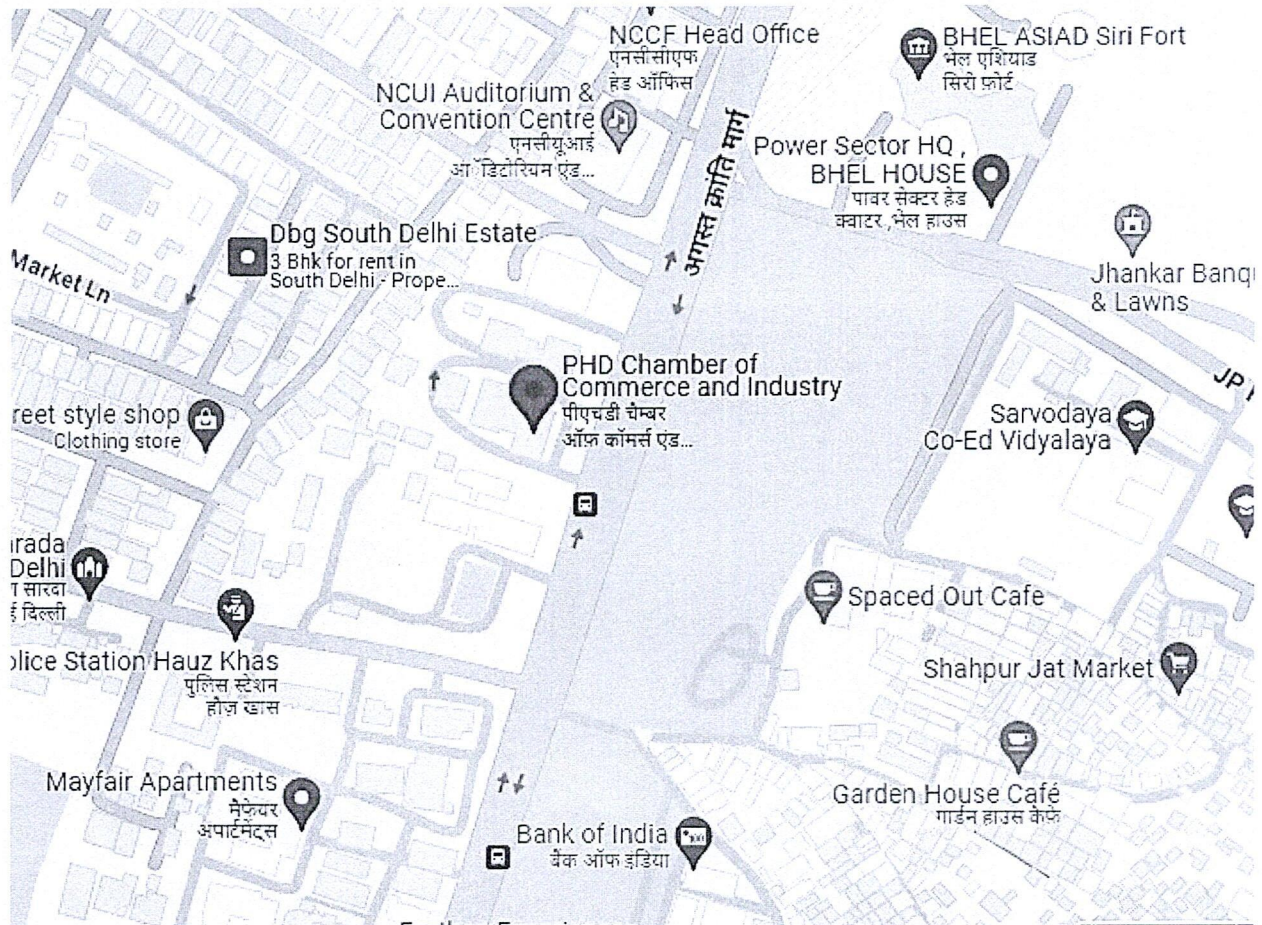 NCCF Head Office
एनसीसीएफ
हेड ऑफिस
BHEL ASIAD Siri Fort
भेल एशियाड
सिरी फ़ोर्ट
NCUI Auditorium &
Convention Centre
एनसीयूआई
आॅडिटोरियम एंड...
अगस्त क्रांति मार्ग
Power Sector HQ ,
BHEL HOUSE
पावर सेक्टर हेड
क्वाटर ,भेल हाउस
Dbg South Delhi Estate
3 Bhk for rent in
South Delhi - Prope...
Market Ln
Jhankar Banqu
& Lawns
PHD Chamber of
Commerce and Industry
पीएचडी चैम्बर
ऑफ़ कॉमर्स एंड...
JP
reet style shop
Clothing store
Sarvodaya
Co-Ed Vidyalaya
arada
Delhi
सारदा
ई दिल्ली
Spaced Out Cafe
olice Station Hauz Khas
पुलिस स्टेशन
हौज़ खास
Shahpur Jat Market
Mayfair Apartments
मैफेयर
अपार्टमेंट्स
Garden House Café
गार्डन हाउस कैफे
Bank of India
बैंक ऑफ इंडिया